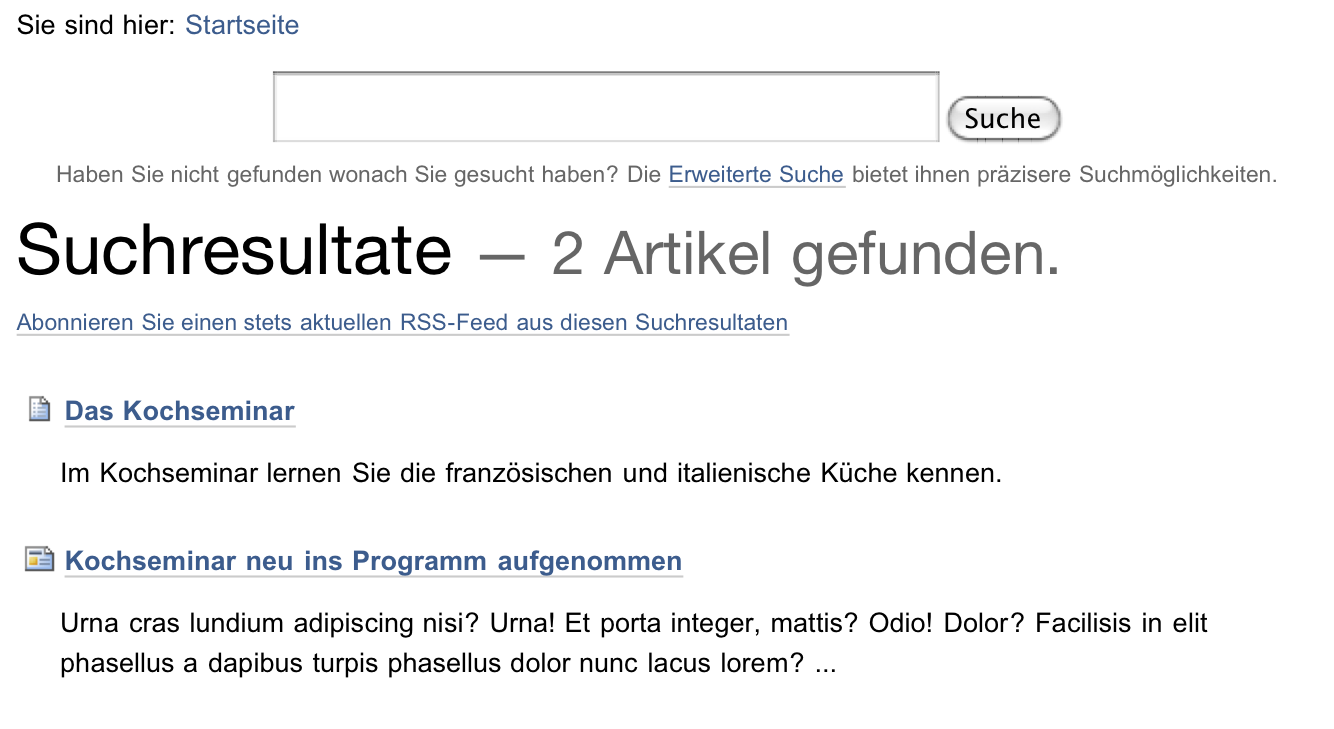 Sie sind hier: Startseite
Suche
Haben Sie nicht gefunden wonach Sie gesucht haben? Die Erweiterte Suche bietet ihnen präzisere Suchmöglichkeiten.
Suchresultate — 2 Artikel gefunden.
Abonnieren Sie einen stets aktuellen RSS-Feed aus diesen Suchresultaten
Das Kochseminar
Im Kochseminar lernen Sie die französischen und italienische Küche kennen.
Kochseminar neu ins Programm aufgenommen
Urna cras lundium adipiscing nisi? Urna! Et porta integer, mattis? Odio! Dolor? Facilisis in elit
phasellus a dapibus turpis phasellus dolor nunc lacus lorem? ...